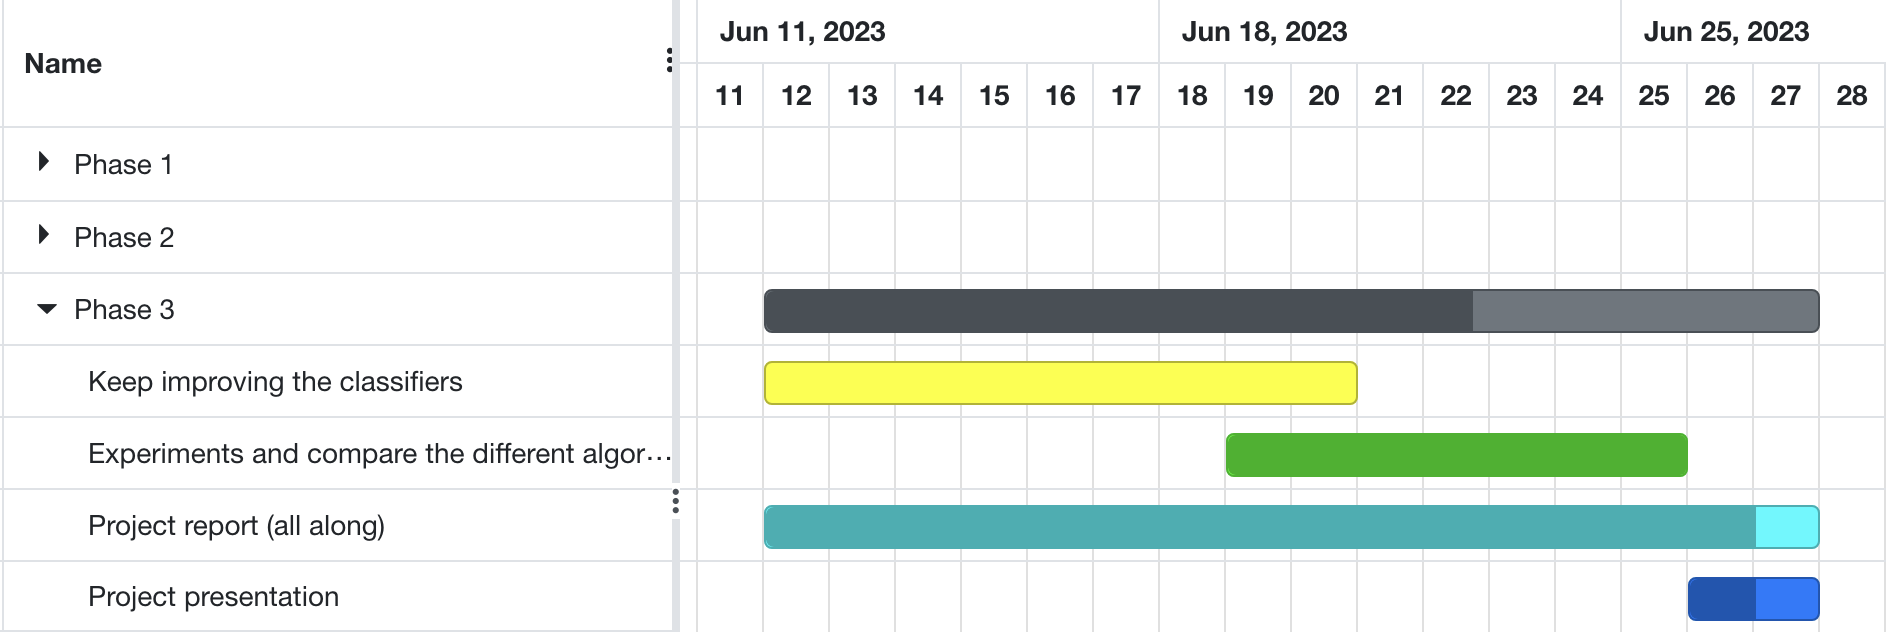 Name
Jun 11, 2023 Jun 18, 2023 Jun 25, 2023
11 12 13 14 15 16 17 18 19 20 21 22 23 24 25 26 27 28
Phase 1
Phase 2
Phase 3
Keep improving the classifiers
Experiments and compare the different algor...
Project report (all along)
Project presentation